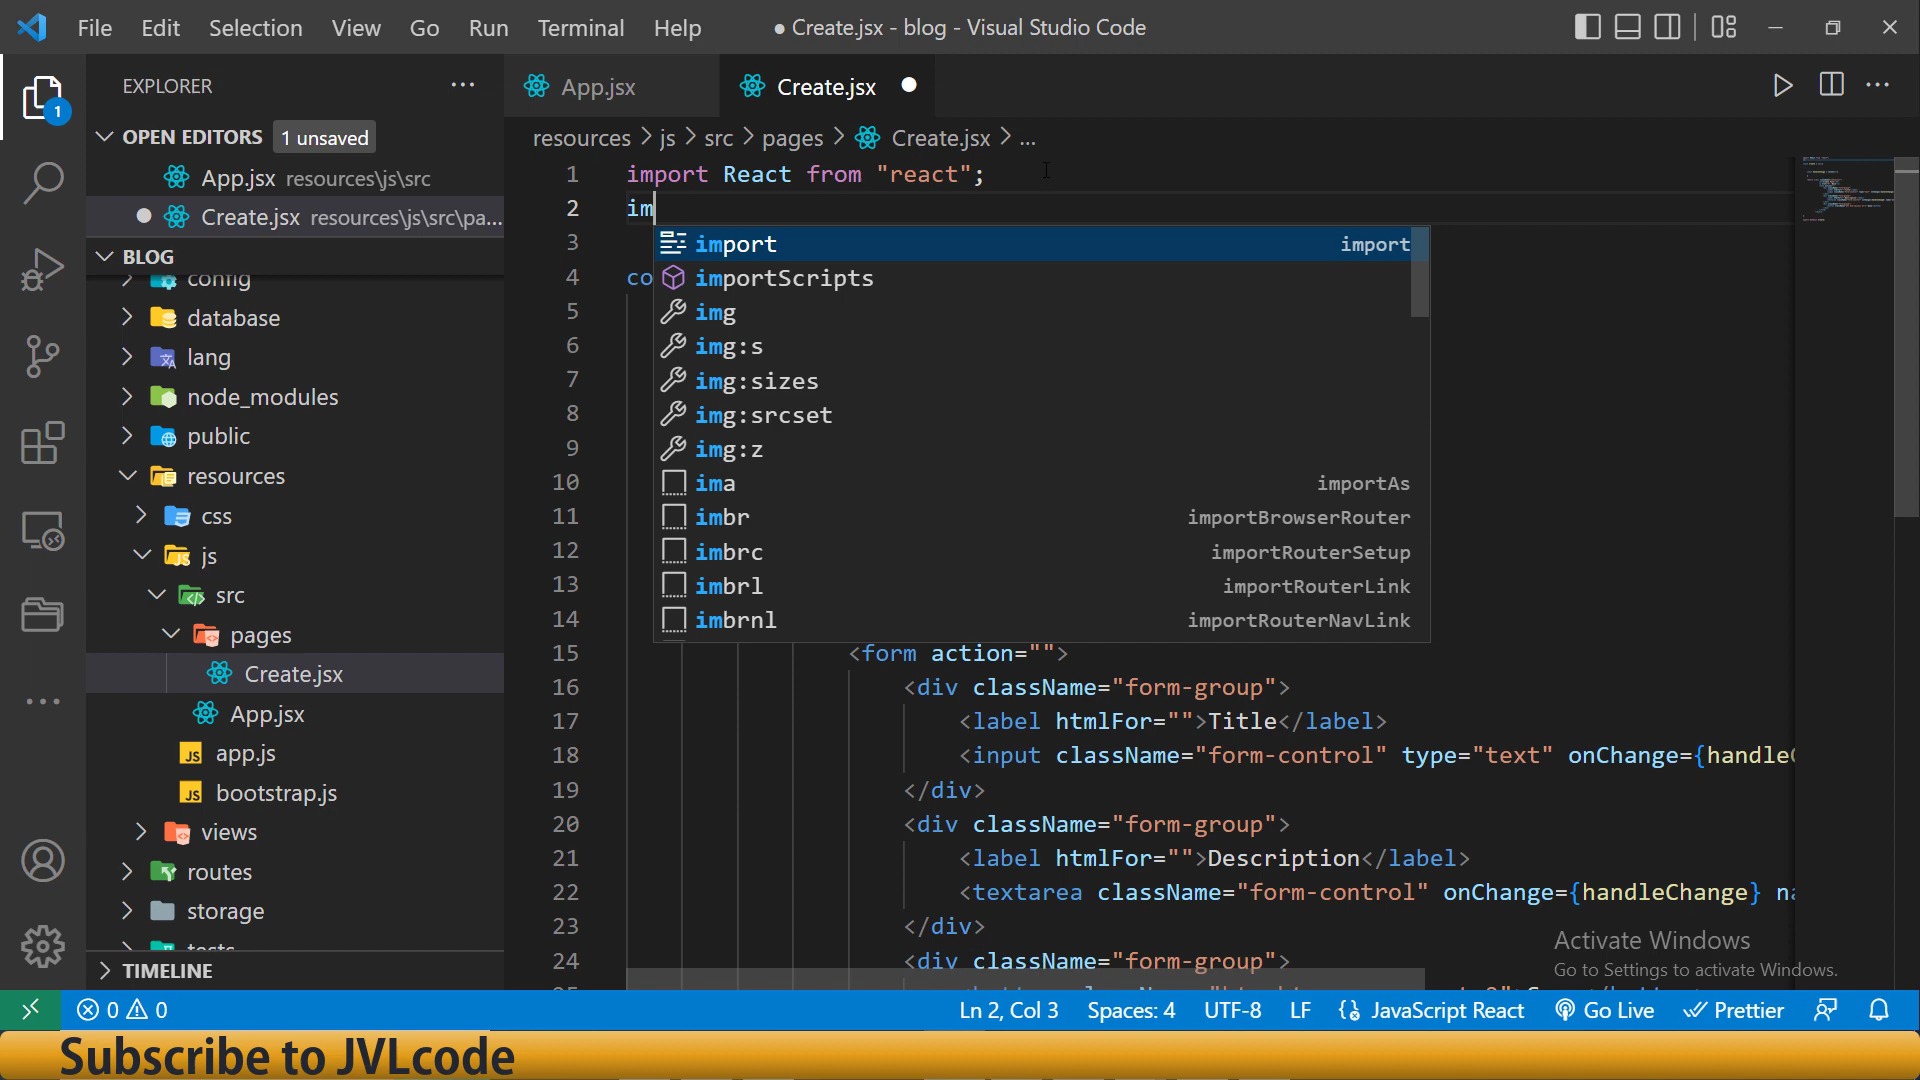 File Edit Selection View Go Run Terminal Help ● Create.jsx - blog - Visual Studio Code
EXPLORER
App.jsx Create.jsx
1
OPEN EDITORS 1 unsaved
resources > js > src > pages > Create.jsx > ...
App.jsx resources\js\src
Create.jsx resources\js\src\pa...
BLOG
config
database
lang
node_modules
public
resources
css
js
src
pages
Create.jsx
App.jsx
app.js
bootstrap.js
views
routes
storage
tests
TIMELINE
1 import React from "react";
2 im
3 import import
4 co importScripts
5 img
6 img:s
7 img:sizes
8 img:srcset
9 img:z
10 ima importAs
11 imbr importBrowserRouter
12 imbrc importRouterSetup
13 imbrl importRouterLink
14 imbrnl importRouterNavLink
15 <form action="">
16 <div className="form-group">
17 <label htmlFor="">Title</label>
18 <input className="form-control" type="text" onChange={handleC
19 </div>
20 <div className="form-group">
21 <label htmlFor="">Description</label>
22 <textarea className="form-control" onChange={handleChange} na
23 </div>
24 <div className="form-group">
Activate Windows
Go to Settings to activate Windows.
0 0 Ln 2, Col 3 Spaces: 4 UTF-8 LF JavaScript React Go Live Prettier
Subscribe to JVLcode